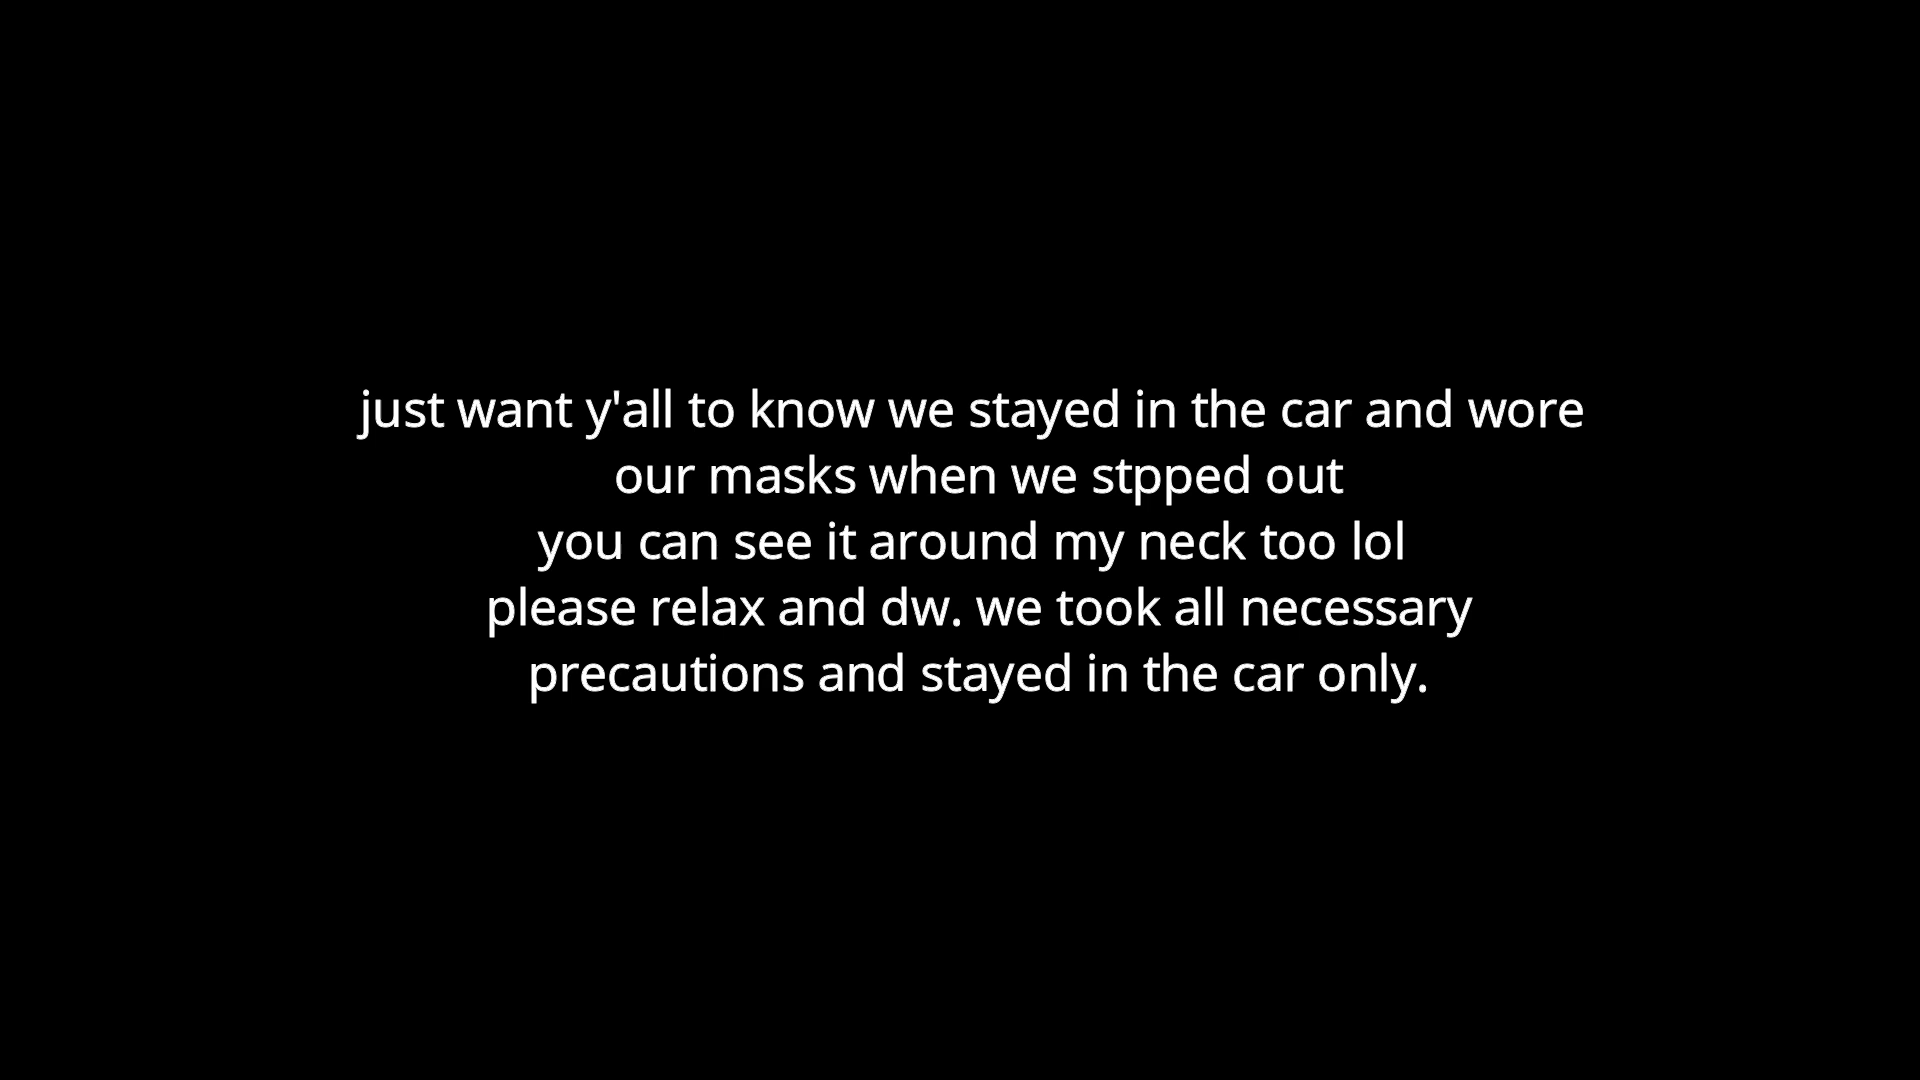 just want y'all to know we stayed in the car and wore
our masks when we stpped out
you can see it around my neck too lol
please relax and dw. we took all necessary
precautions and stayed in the car only.